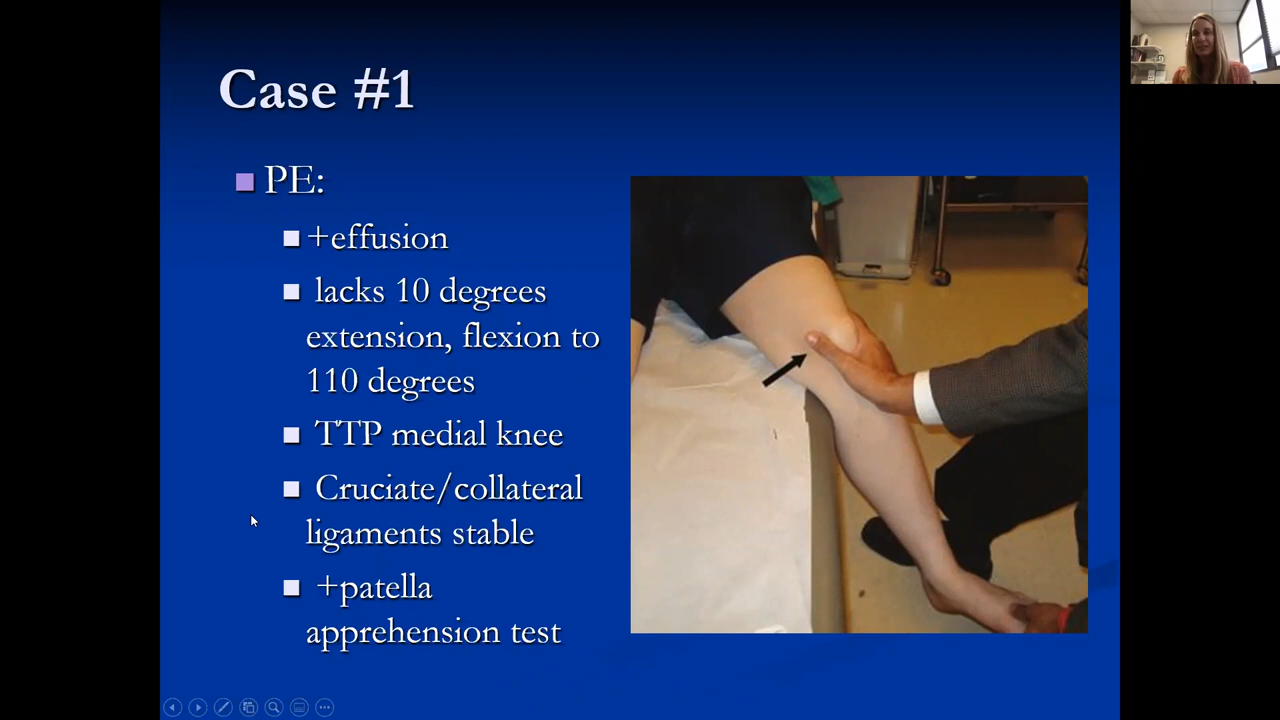 Case #1
PE:
+effusion
lacks 10 degrees
extension, flexion to
110 degrees
TTP medial knee
Cruciate/collateral
ligaments stable
+patella
apprehension test